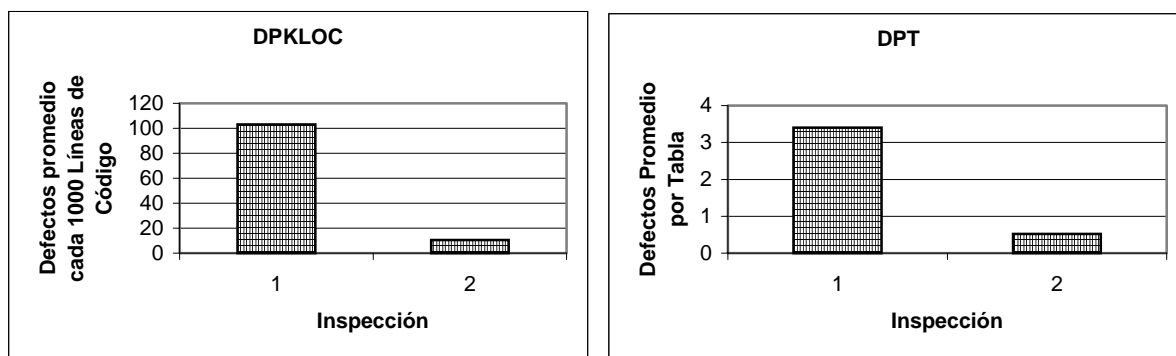 DPKLOC
Defectos promedio
cada 1000 Líneas de
Código
120
100
80
60
40
20
0
1
2
Inspección
DPT
Defectos Promedio
por Tabla
4
3
2
1
0
1
2
Inspección